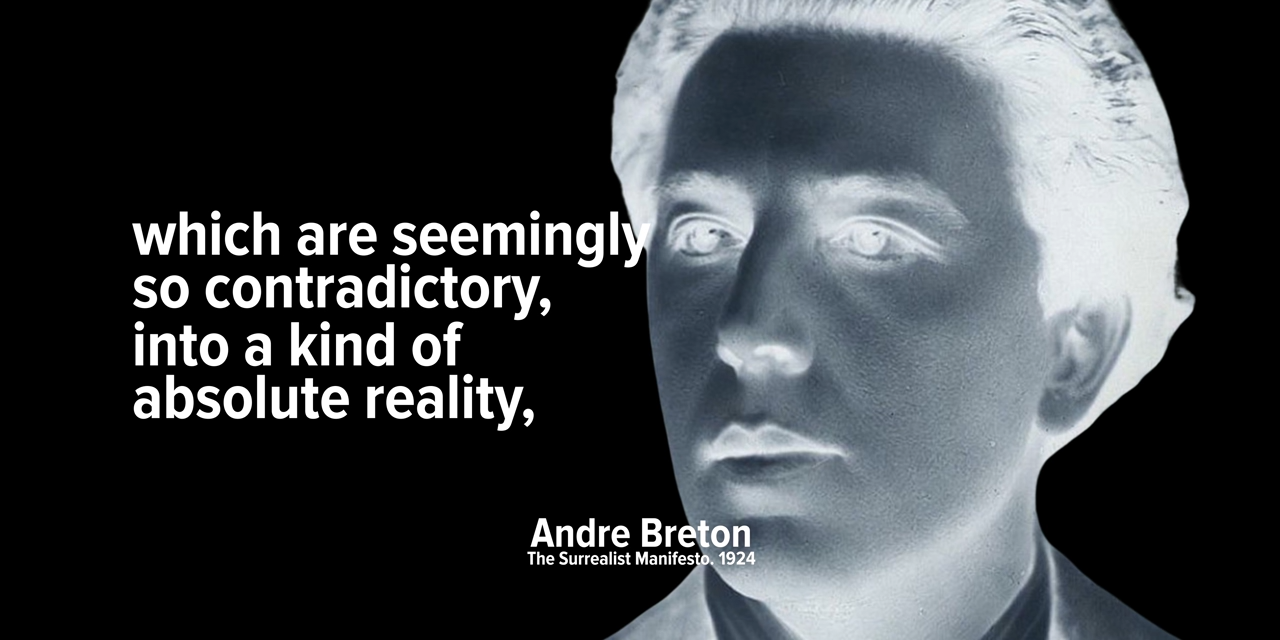 which are seemingly
so contradictory,
into a kind of
absolute reality,
Andre Breton
The Surrealist Manifesto. 1924